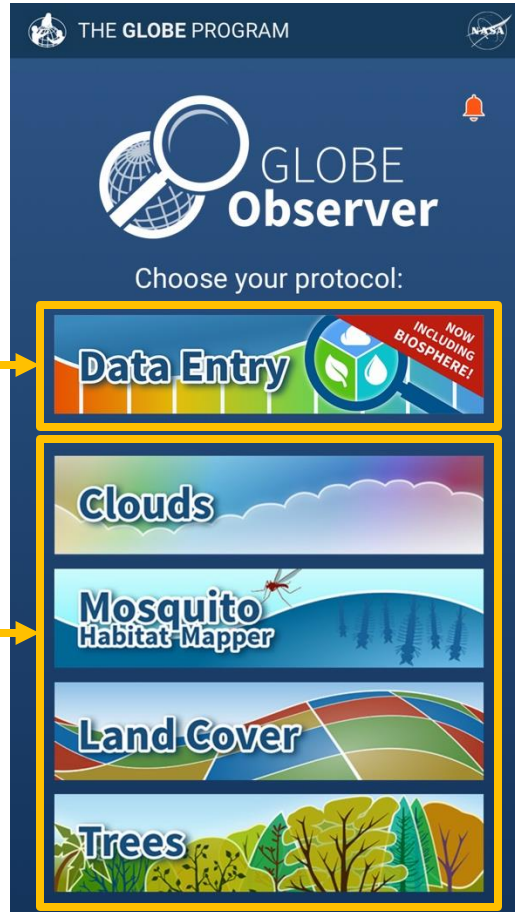 THE GLOBE PROGRAM
NASA
GLOBE
Observer
Choose your protocol:
Data Entry
NOW
INCLUDING
BIOSPHERE!
Clouds
Mosquito
Habitat Mapper
Land Cover
Trees